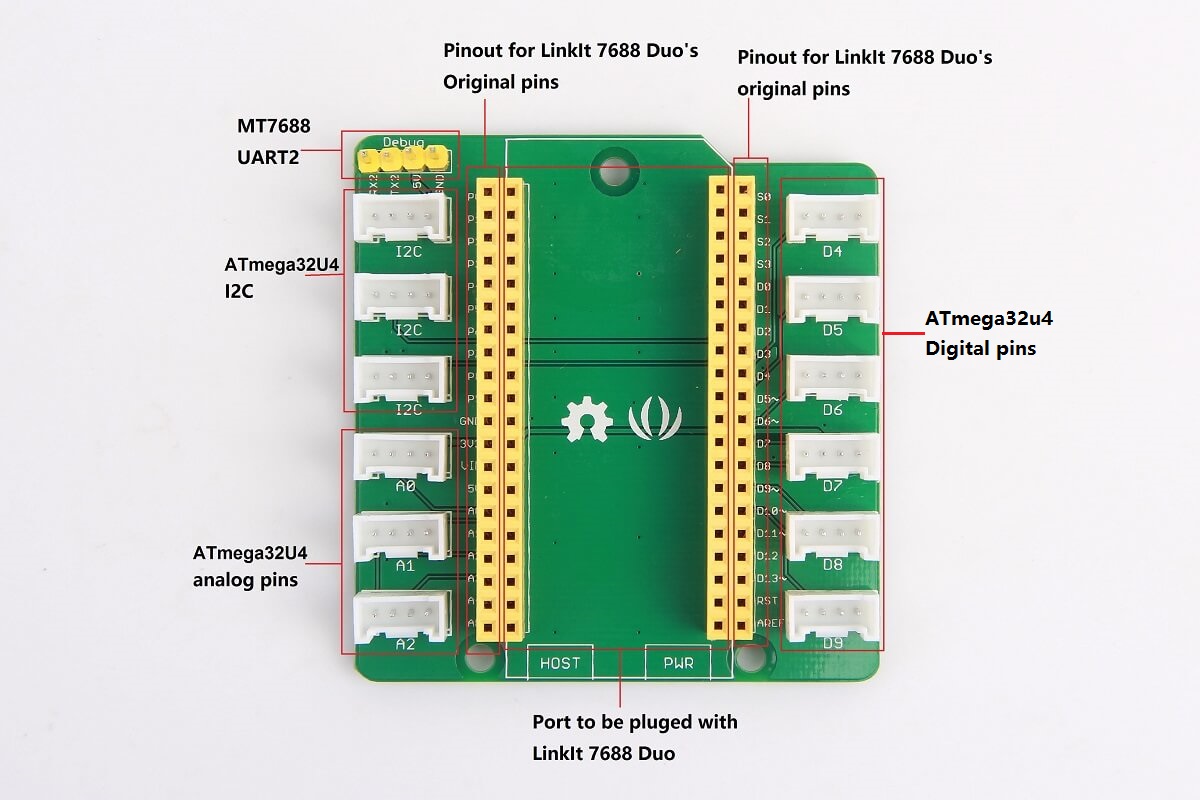 Pinout for LinkIt 7688 Duo's
Original pins
Pinout for LinkIt 7688 Duo's
original pins
MT7688
UART2
Debug
RX2
TX2
5V
GND
I2C
I2C
I2C
ATmega32U4
I2C
A0
A1
A2
ATmega32U4
analog pins
GND
3V3
S0
S1
S2
S3
D0
D1
D2
D3
D4
D5~
D6~
D7
D8
D9~
D10~
D11~
D12
D13~
RST
AREF
D4
D5
D6
D7
D8
D9
ATmega32u4
Digital pins
HOST
PWR
Port to be pluged with
LinkIt 7688 Duo